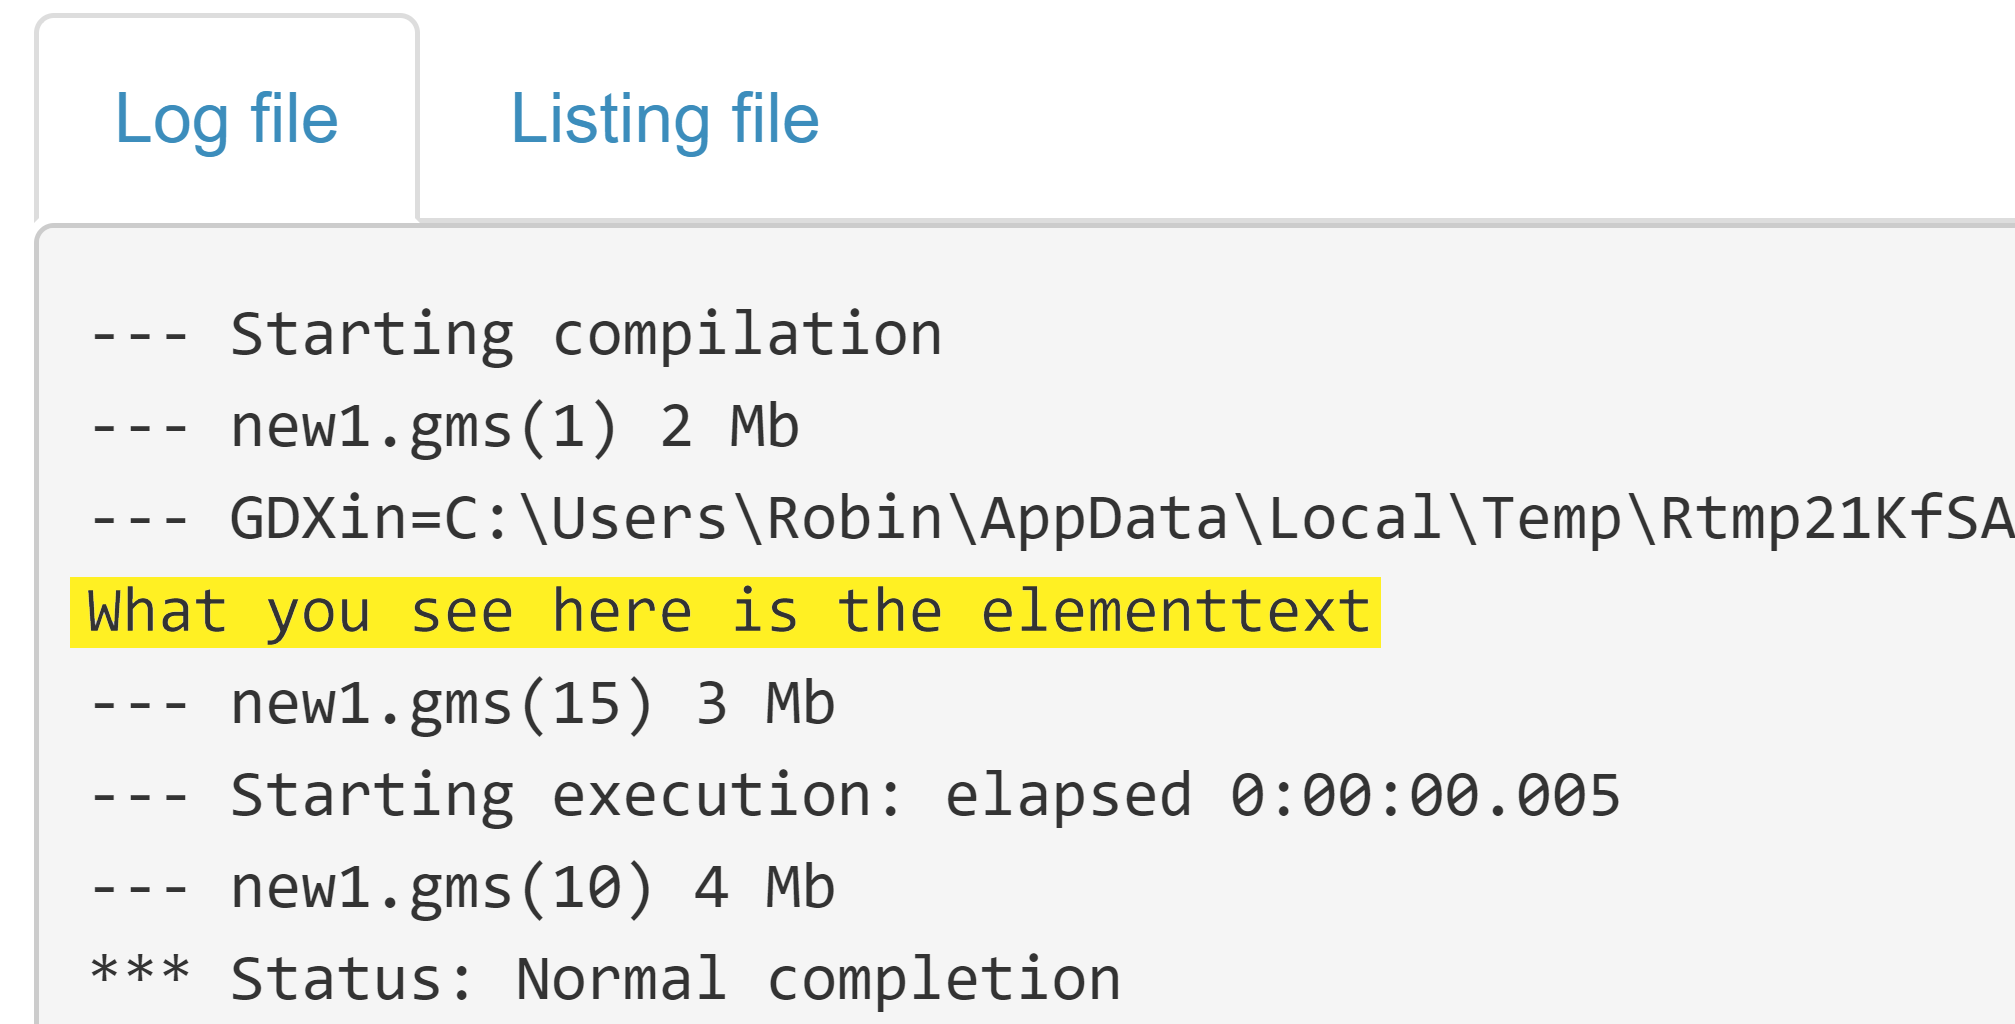 Log file Listing file
--- Starting compilation
--- new1.gms(1) 2 Mb
--- GDXin=C:\Users\Robin\AppData\Local\Temp\Rtmp21KfSA
What you see here is the elementtext
--- new1.gms(15) 3 Mb
--- Starting execution: elapsed 0:00:00.005
--- new1.gms(10) 4 Mb
*** Status: Normal completion